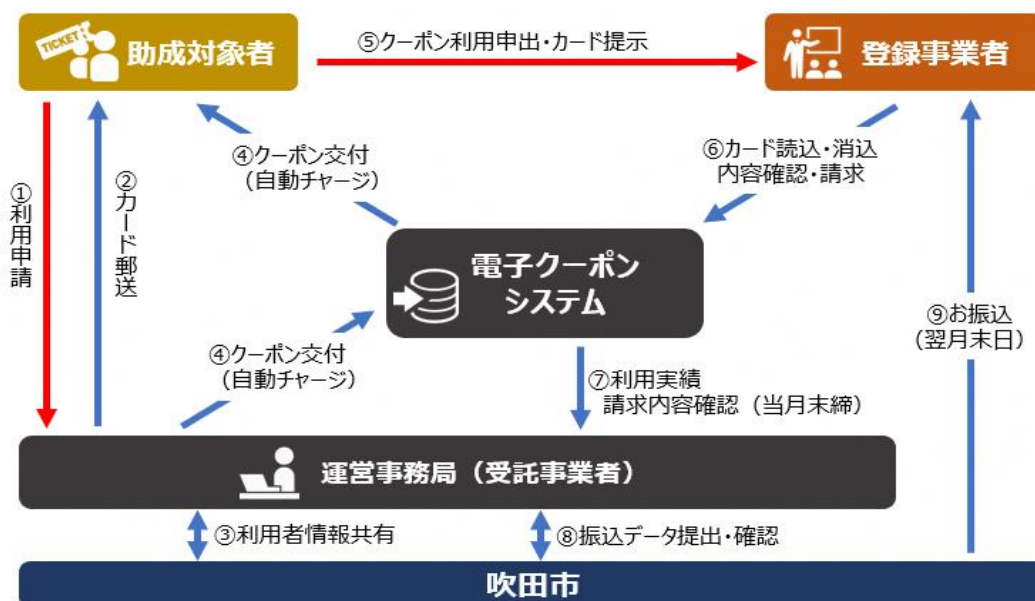 TICKET
助成対象者
⑤クーポン利用申出・カード提示
登録事業者
④クーポン交付
（自動チャージ）
⑥カード読込・消込
内容確認・請求
①利用申請
②カード郵送
電子クーポン
システム
⑨お振込
（翌月末日）
④クーポン交付
（自動チャージ）
⑦利用実績
請求内容確認（当月末締）
運営事務局（受託事業者）
③利用者情報共有
⑧振込データ提出・確認
吹田市